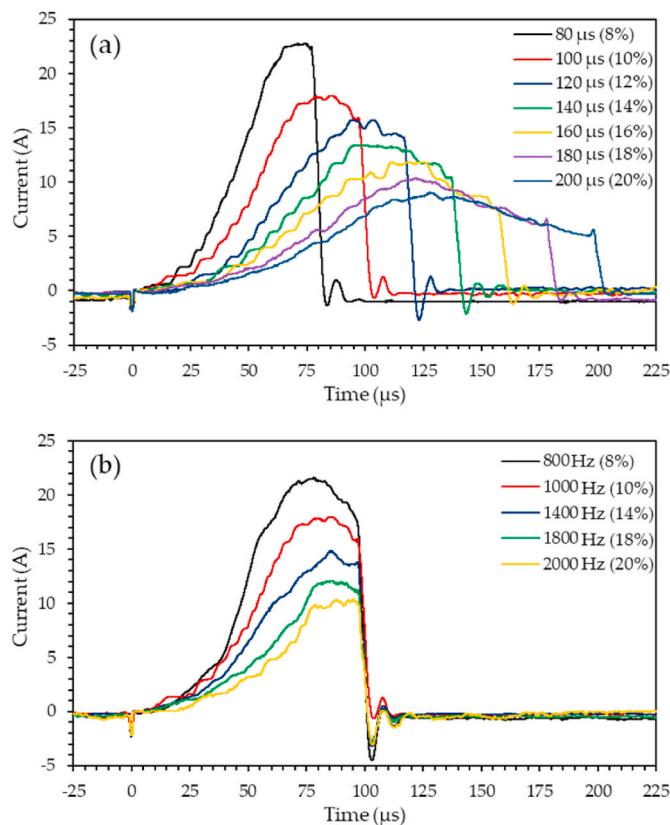 (a)
80 µs (8%)
100 µs (10%)
120 µs (12%)
140 µs (14%)
160 µs (16%)
180 µs (18%)
200 µs (20%)
25
20
15
10
5
0
-5
Current (A)
-25 0 25 50 75 100 125 150 175 200 225
Time (µs)
(b)
800Hz (8%)
1000 Hz (10%)
1400 Hz (14%)
1800 Hz (18%)
2000 Hz (20%)
25
20
15
10
5
0
-5
Current (A)
-25 0 25 50 75 100 125 150 175 200 225
Time (µs)